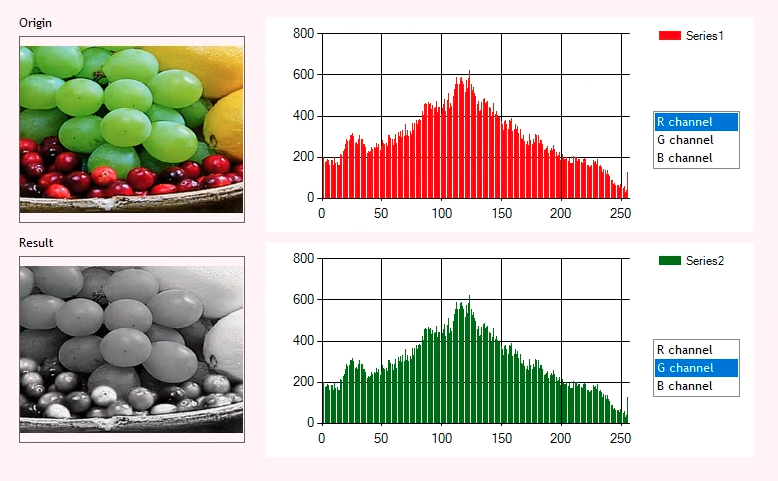 Origin
800
600
400
200
0
0 50 100 150 200 250
Series1
R channel
G channel
B channel
Result
800
600
400
200
0
0 50 100 150 200 250
Series2
R channel
G channel
B channel